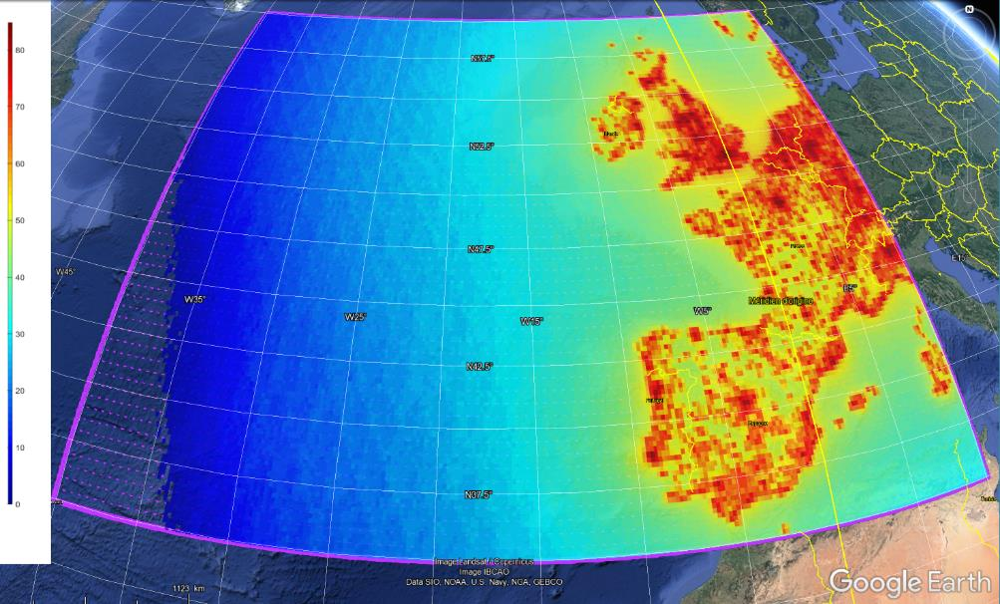 N
80
70
60
50
40
30
20
10
0
N57.5°
N52.5°
N47.5°
N42.5°
N37.5°
W45°
W35°
W25°
W15°
W5°
E5°
E15°
Méridien d'origine
France
Espagne
Image Landsat / Copernicus
Image IBCAO
Data SIO, NOAA, U.S. Navy, NGA, GEBCO
1123 km
Google Earth